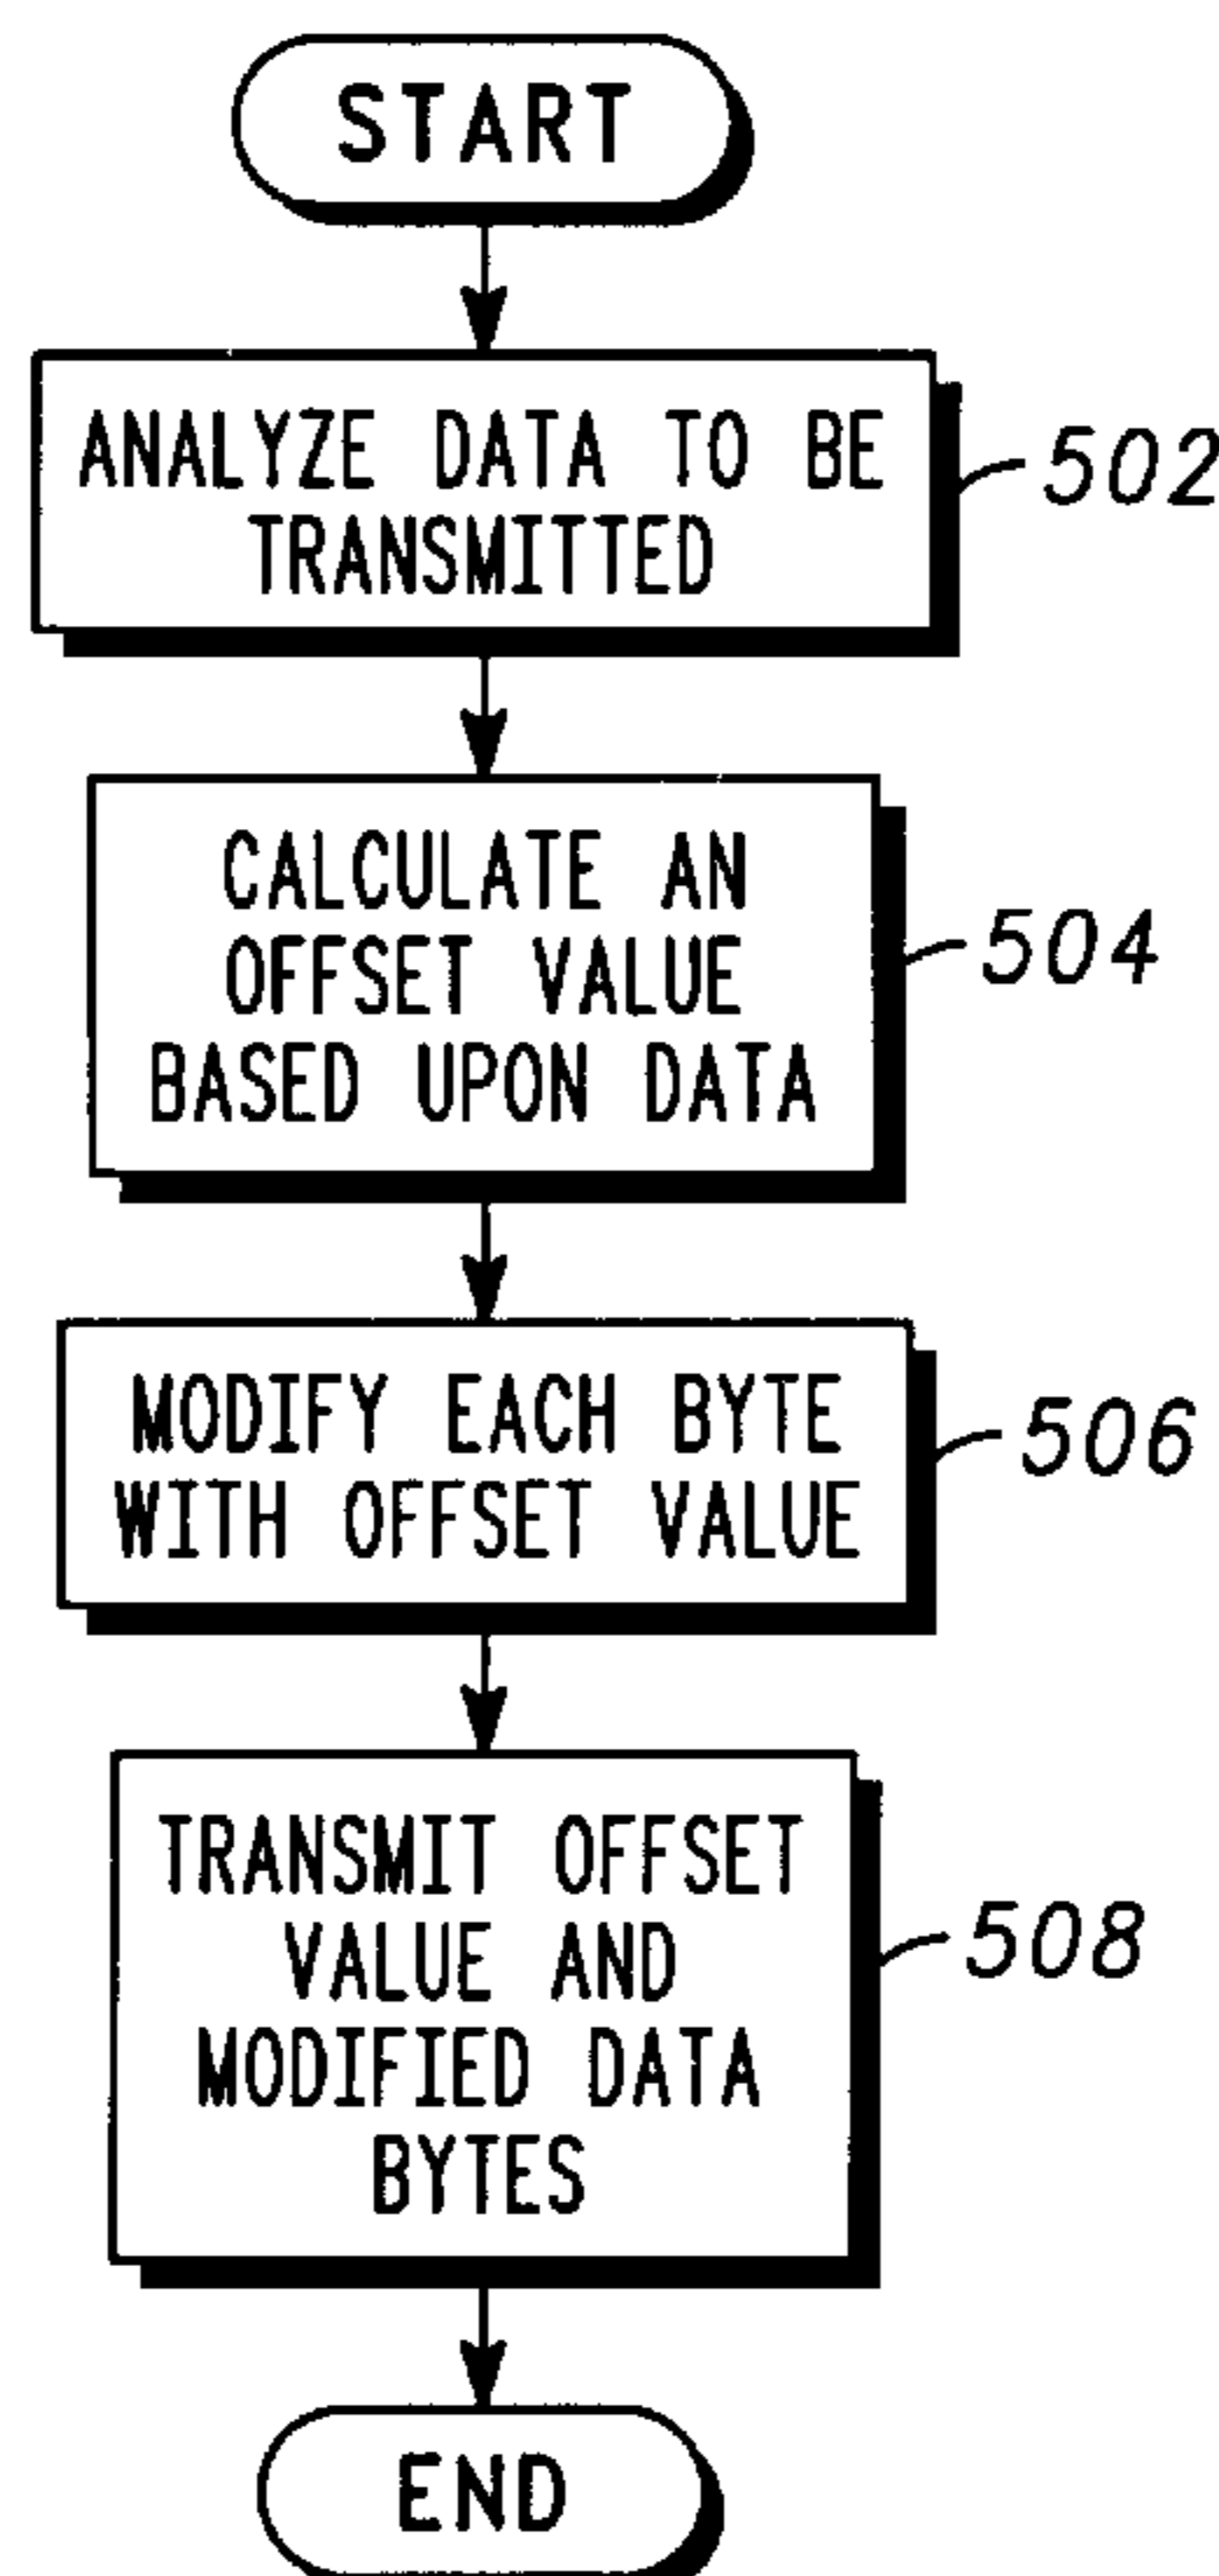 START
ANALYZE DATA TO BE
TRANSMITTED
502
CALCULATE AN
OFFSET VALUE
BASED UPON DATA
504
MODIFY EACH BYTE
WITH OFFSET VALUE
506
TRANSMIT OFFSET
VALUE AND
MODIFIED DATA
BYTES
508
END